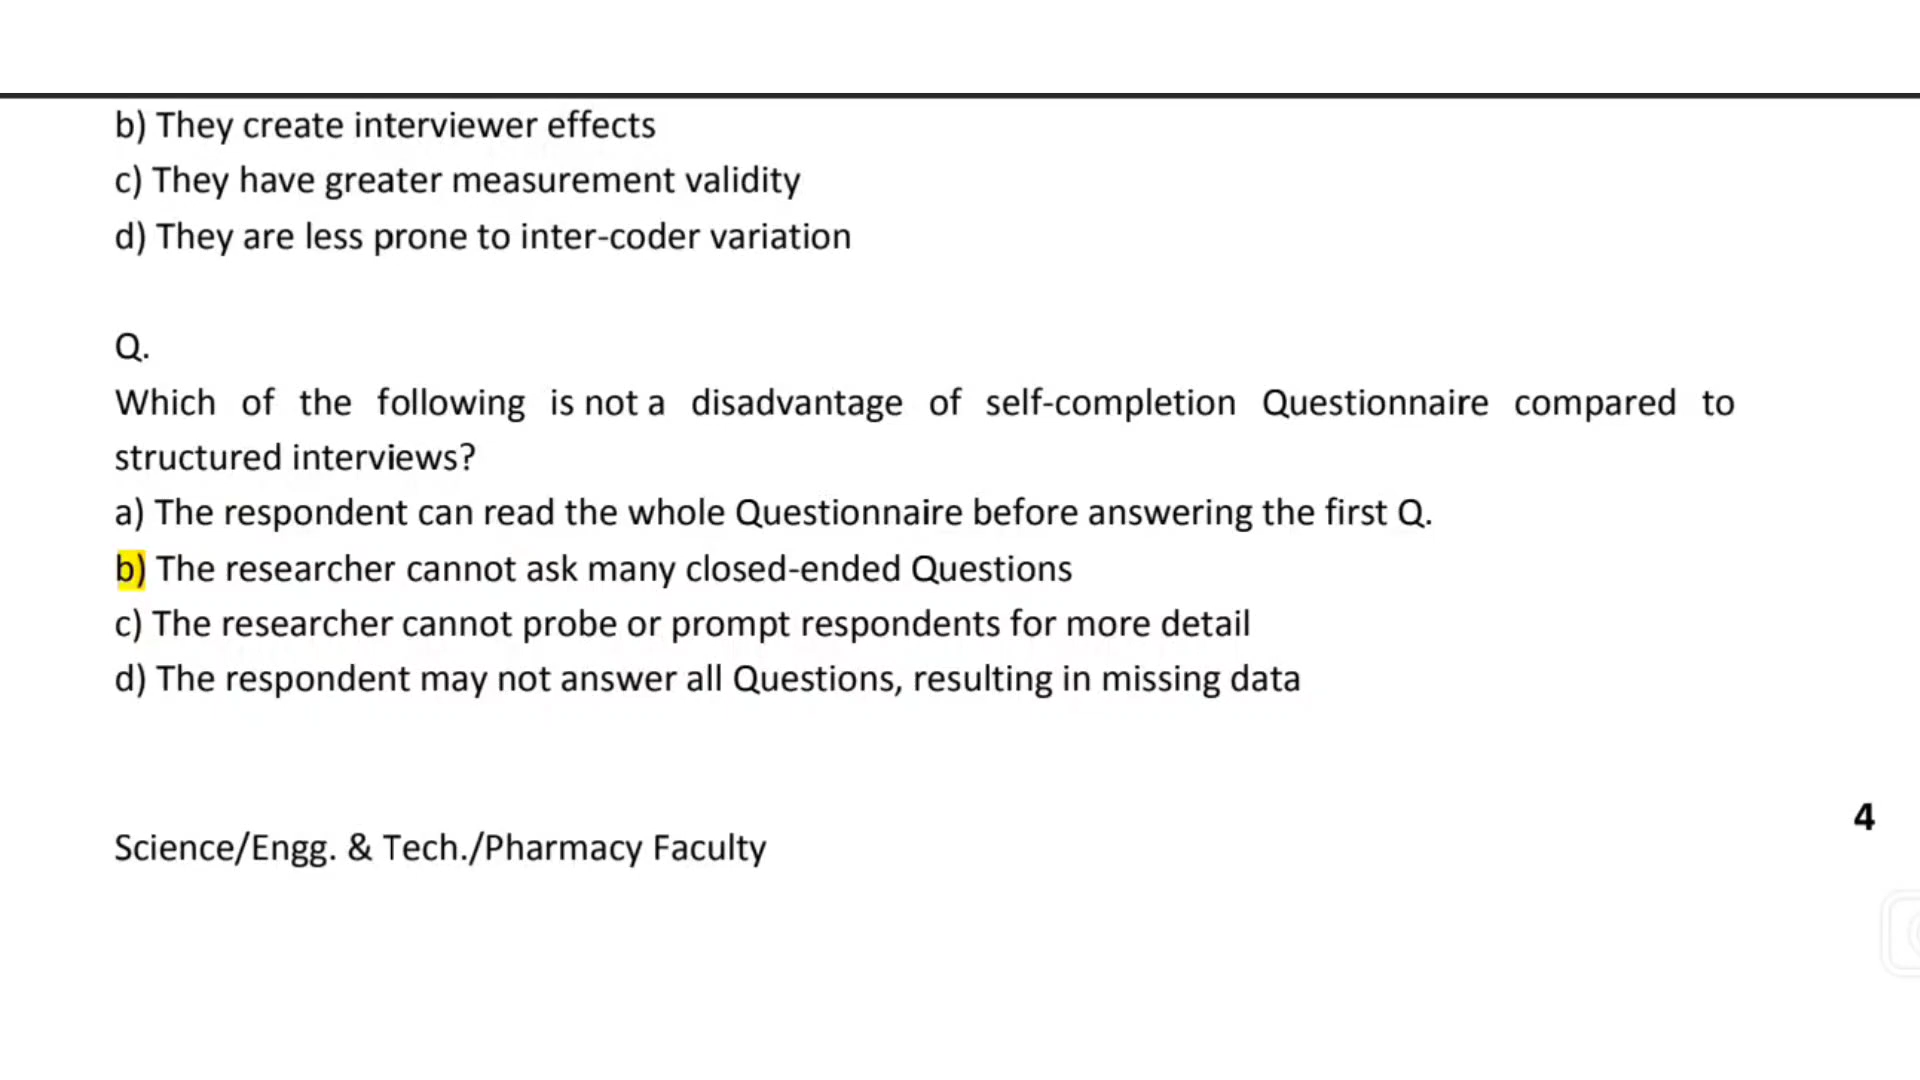 b) They create interviewer effects
c) They have greater measurement validity
d) They are less prone to inter-coder variation
Q.
Which of the following is not a disadvantage of self-completion Questionnaire compared to
structured interviews?
a) The respondent can read the whole Questionnaire before answering the first Q.
b) The researcher cannot ask many closed-ended Questions
c) The researcher cannot probe or prompt respondents for more detail
d) The respondent may not answer all Questions, resulting in missing data
4
Science/Engg. & Tech./Pharmacy Faculty